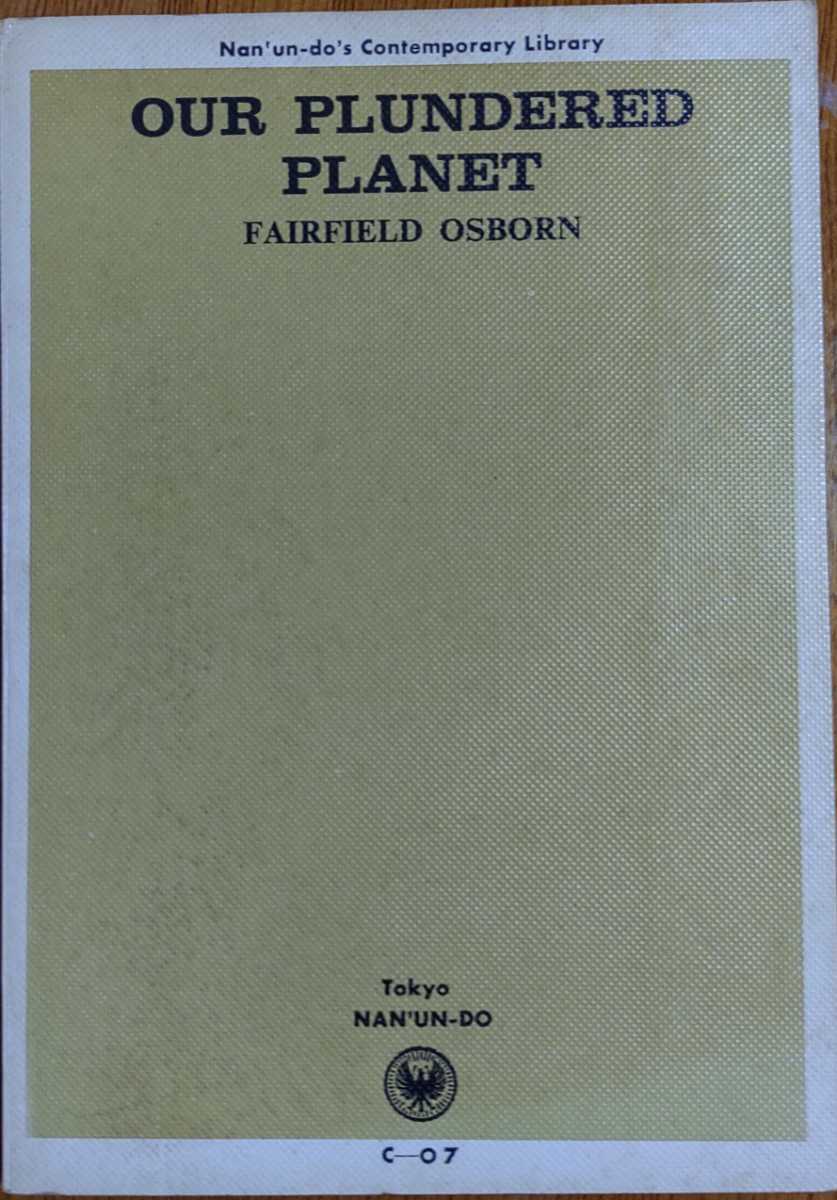 Nan'un-do's Contemporary Library
OUR PLUNDERED
PLANET
FAIRFIELD OSBORN
Tokyo
NAN'UN-DO
C—07